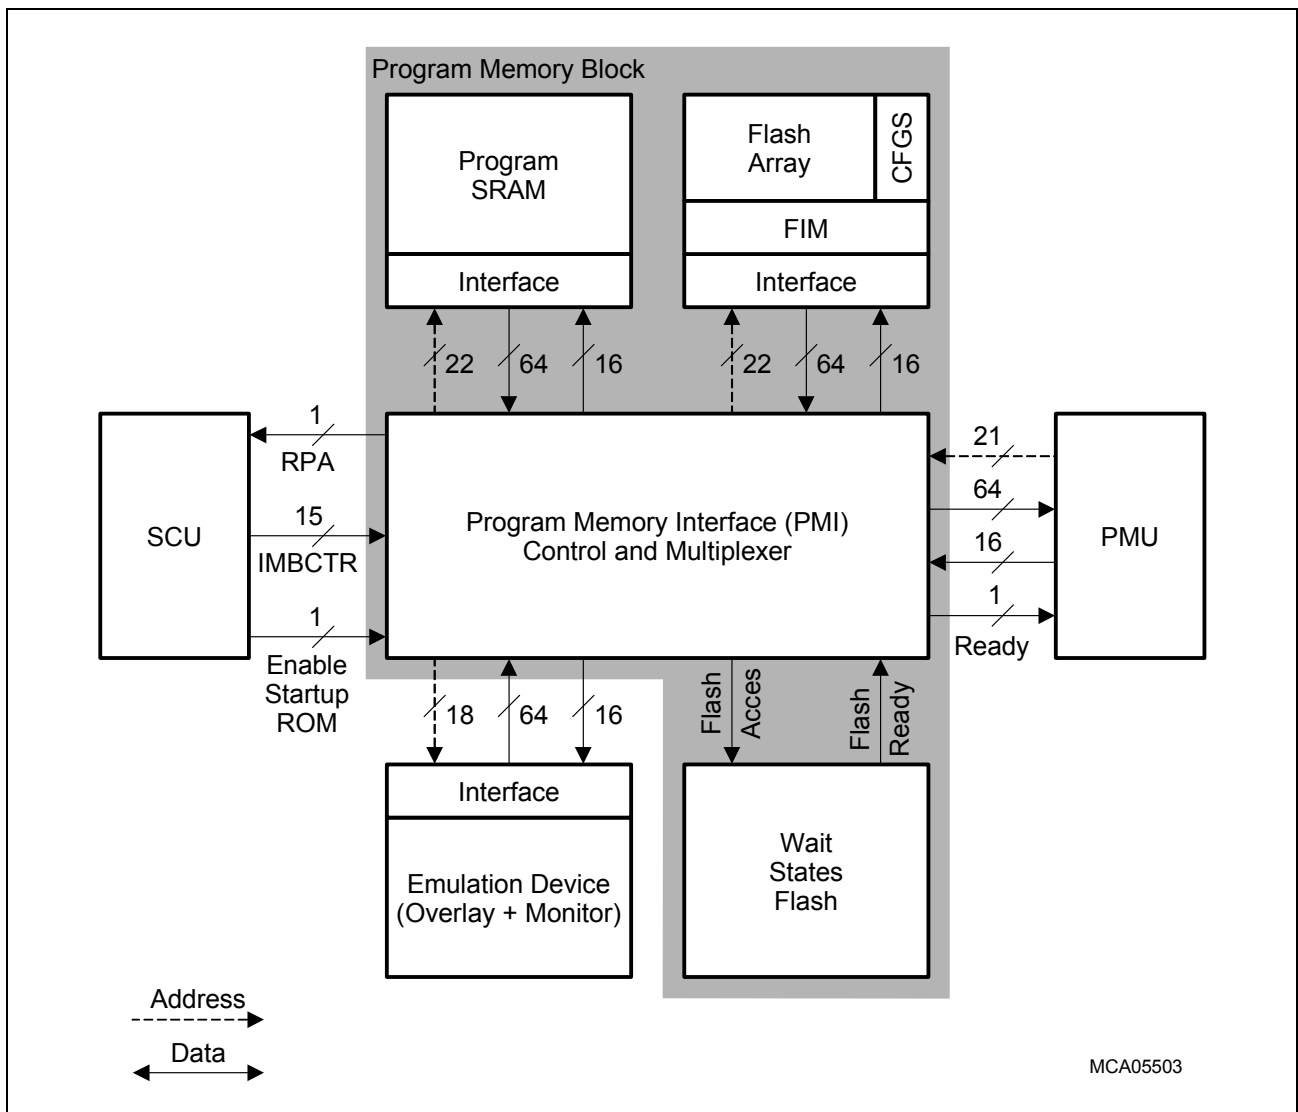 Program Memory Block
Program
SRAM
Interface
Flash
Array
CFGS
FIM
Interface
22
64
16
22
64
16
SCU
1
RPA
15
IMBCTR
1
Enable
Startup
ROM
Program Memory Interface (PMI)
Control and Multiplexer
21
64
16
1
Ready
PMU
18
64
16
Flash
Acces
Flash
Ready
Interface
Emulation Device
(Overlay + Monitor)
Wait
States
Flash
Address
Data
MCA05503